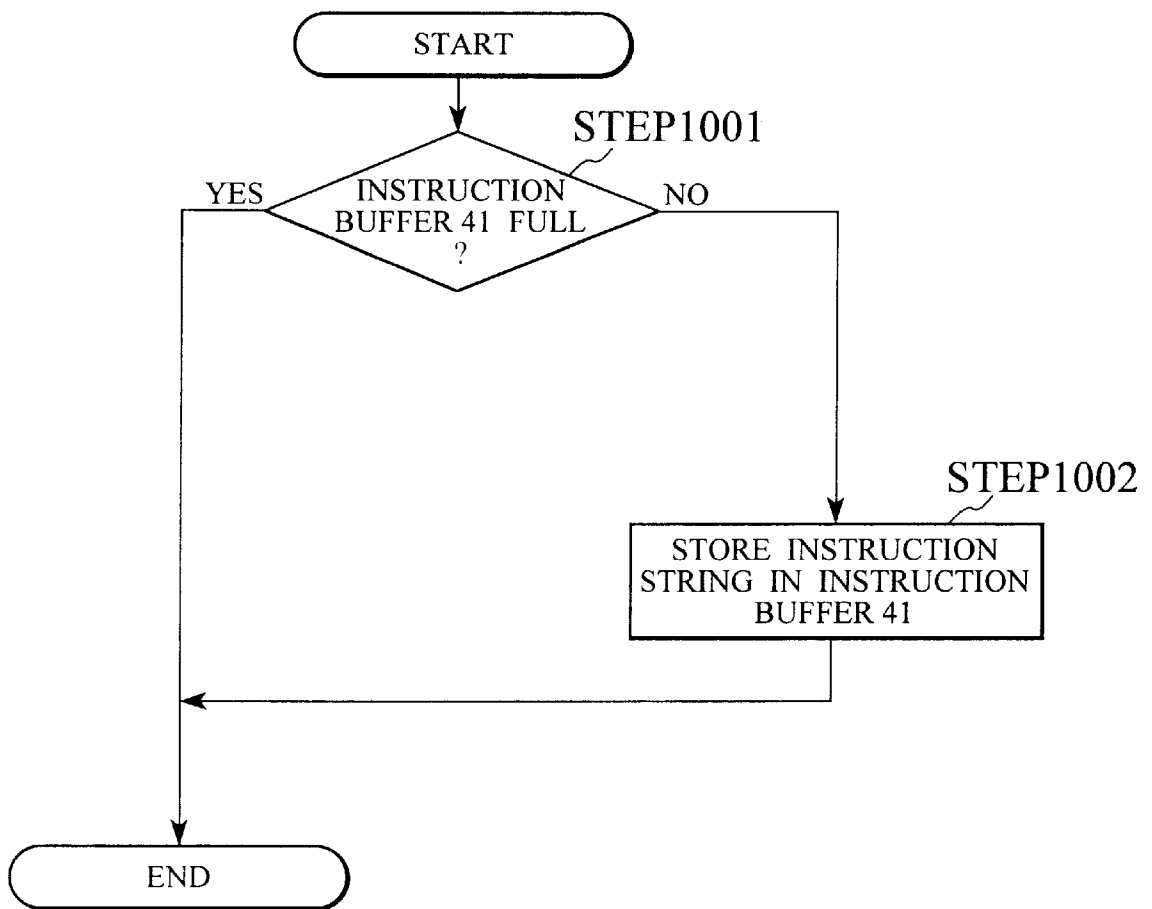 START
STEP1001
YES
INSTRUCTION
BUFFER 41 FULL
?
NO
STEP1002
STORE INSTRUCTION
STRING IN INSTRUCTION
BUFFER 41
END